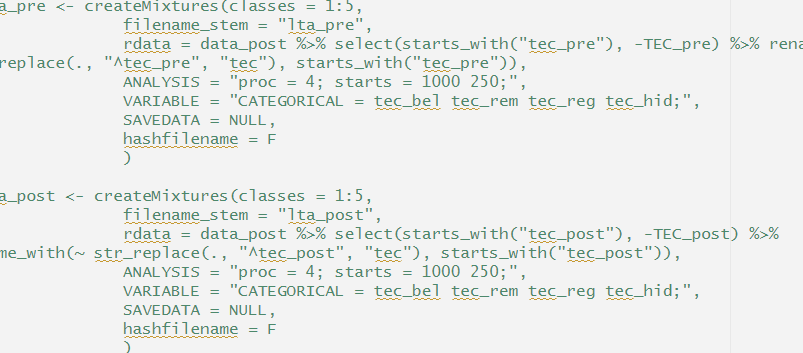 a_pre <- createMixtures(classes = 1:5,
filename_stem = "lta_pre",
rdata = data_post %>% select(starts_with("tec_pre"), -TEC_pre) %>% rena
replace(., "^tec_pre", "tec"), starts_with("tec_pre")),
ANALYSIS = "proc = 4; starts = 1000 250;",
VARIABLE = "CATEGORICAL = tec_bel tec_rem tec_reg tec_hid;",
SAVEDATA = NULL,
hashfilename = F
)
a_post <- createMixtures(classes = 1:5,
filename_stem = "lta_post",
rdata = data_post %>% select(starts_with("tec_post"), -TEC_post) %>%
me_with(~ str_replace(., "^tec_post", "tec"), starts_with("tec_post")),
ANALYSIS = "proc = 4; starts = 1000 250;",
VARIABLE = "CATEGORICAL = tec_bel tec_rem tec_reg tec_hid;",
SAVEDATA = NULL,
hashfilename = F
)